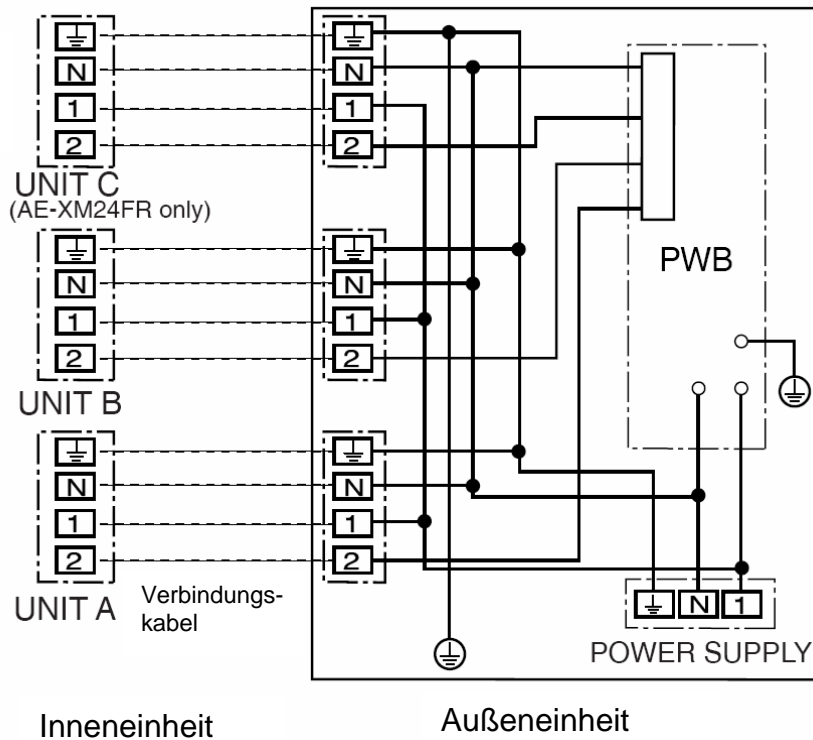 N N
1 1
2 2
UNIT C
(AE-XM24FR only)
N N
1 1
2 2
UNIT B
PWB
N N
1 1
2 2
UNIT A
Verbindungs-
kabel
N 1
POWER SUPPLY
Inneneinheit
Außeneinheit